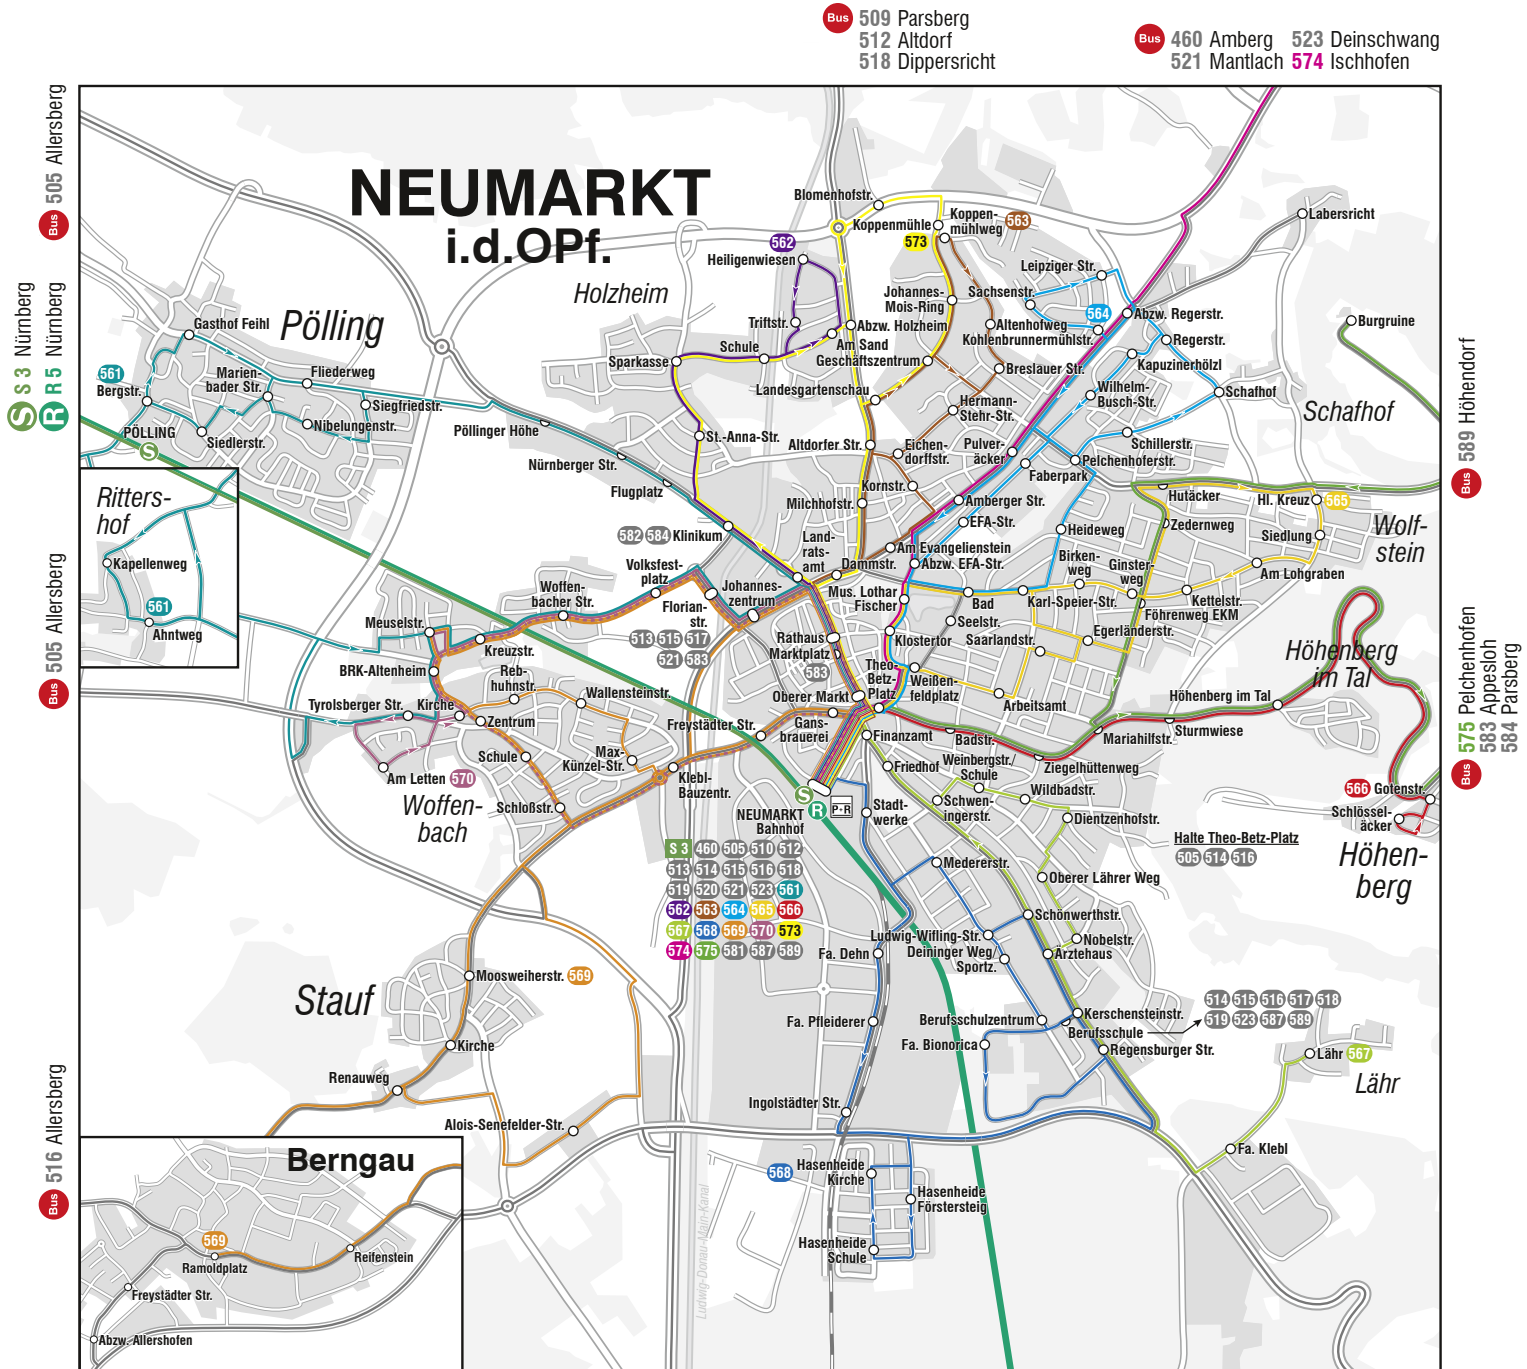 Bus 509 Parsberg
512 Altdorf
518 Dippersricht
Bus 460 Amberg 523 Deinschwang
521 Mantlach 574 Ischhofen
Bus 505 Allersberg
S S 3 Nürnberg
R R 5 Nürnberg
Bus 505 Allersberg
Bus 516 Allersberg
Bus 589 Höhendorf
Bus 575 Pelchenhofen
583 Appesloh
584 Parsberg
NEUMARKT
i.d.OPf.
Holzheim
Pölling
Gasthof Feihl
561
Bergstr.
Marien-
bader Str.
Fliederweg
Siegfriedstr.
Nibelungenstr.
PÖLLING
S
Siedlerstr.
Pöllinger Höhe
Nürnberger Str.
Flugplatz
582 584 Klinikum
Ritters-
hof
Kapellenweg
561
Ahntweg
562
Heiligenwiesen
Triftstr.
Schule
Sparkasse
Am Sand
Abzw. Holzheim
St.-Anna-Str.
Blomenhofstr.
Koppenmühle
573
Koppen-
mühlweg
563
Johannes-
Mois-Ring
Geschäftszentrum
Landesgartenschau
Altdorfer Str.
Milchhofstr.
Leipziger Str.
Sachsenstr.
564
Altenhofweg
Kohlenbrunnermühlstr.
Breslauer Str.
Hermann-
Stehr-Str.
Eichen-
dorffstr.
Kornstr.
Am Evangelienstein
Pulver-
äcker
Labersricht
Abzw. Regerstr.
Regerstr.
Kapuzinerhölzl
Wilhelm-
Busch-Str.
Schafhof
Schillerstr.
Pelchenhoferstr.
Faberpark
Amberger Str.
EFA-Str.
Abzw. EFA-Str.
Burgruine
Schafhof
Hutäcker
Hl. Kreuz 565
Wolf-
stein
Zedernweg
Siedlung
Am Lohgraben
Heideweg
Birken-
weg
Ginster-
weg
Kettelstr.
Föhrenweg EKM
Karl-Speier-Str.
Egerländerstr.
Bad
Seelstr.
Saarlandstr.
Arbeitsamt
Land-
rats-
amt
Dammstr.
Mus. Lothar
Fischer
Klostertor
Theo-
Betz-
Platz
Weißen-
feldplatz
Rathaus
Marktplatz
583
Oberer Markt
Gans-
brauerei
Volksfest-
platz
Johannes-
zentrum
Florian-
str.
513 515 517
521 583
Woffen-
bacher Str.
Meuselstr.
Kreuzstr.
BRK-Altenheim
Reb-
huhnstr.
Wallensteinstr.
Tyrolsberger Str.
Kirche
Zentrum
Freystädter Str.
Schule
Max-
Künzel-Str.
Am Letten 570
Klebl-
Bauzentr.
Schloßstr.
Woffen-
bach
Finanzamt
Friedhof
Badstr.
Weinbergstr./
Schule
Ziegelhüttenweg
Mariahilfstr.
Sturmwiese
Höhenberg im Tal
Höhenberg
im Tal
566 Gotenstr.
Schlössel-
äcker
Höhen-
berg
Wildbadstr.
Schwen-
ingerstr.
Dientzenhofstr.
Stadt-
werke
S
R
P+R
NEUMARKT
Bahnhof
S 3 460 505 510 512
513 514 515 516 518
519 520 521 523 561
562 563 564 565 566
567 568 569 570 573
574 575 581 587 589
Halte Theo-Betz-Platz
505 514 516
Medererstr.
Oberer Lährer Weg
Schönwerthstr.
Ludwig-Wifling-Str.
Deininger Weg/
Sportz.
Nobelstr.
Ärztehaus
Fa. Dehn
Fa. Pfleiderer
Berufsschulzentrum
Kerschensteinstr.
Berufsschule
514 515 516 517 518
519 523 587 589
Fa. Bionorica
Regensburger Str.
Lähr 567
Lähr
Fa. Klebl
Ingolstädter Str.
568
Hasenheide
Kirche
Hasenheide
Förstersteig
Hasenheide
Schule
Ludwig-Donau-Main-Kanal
Stauf
Moosweiherstr. 569
Kirche
Renauweg
Alois-Senefelder-Str.
Berngau
569
Ramoldplatz
Reifenstein
Freystädter Str.
Abzw. Allershofen